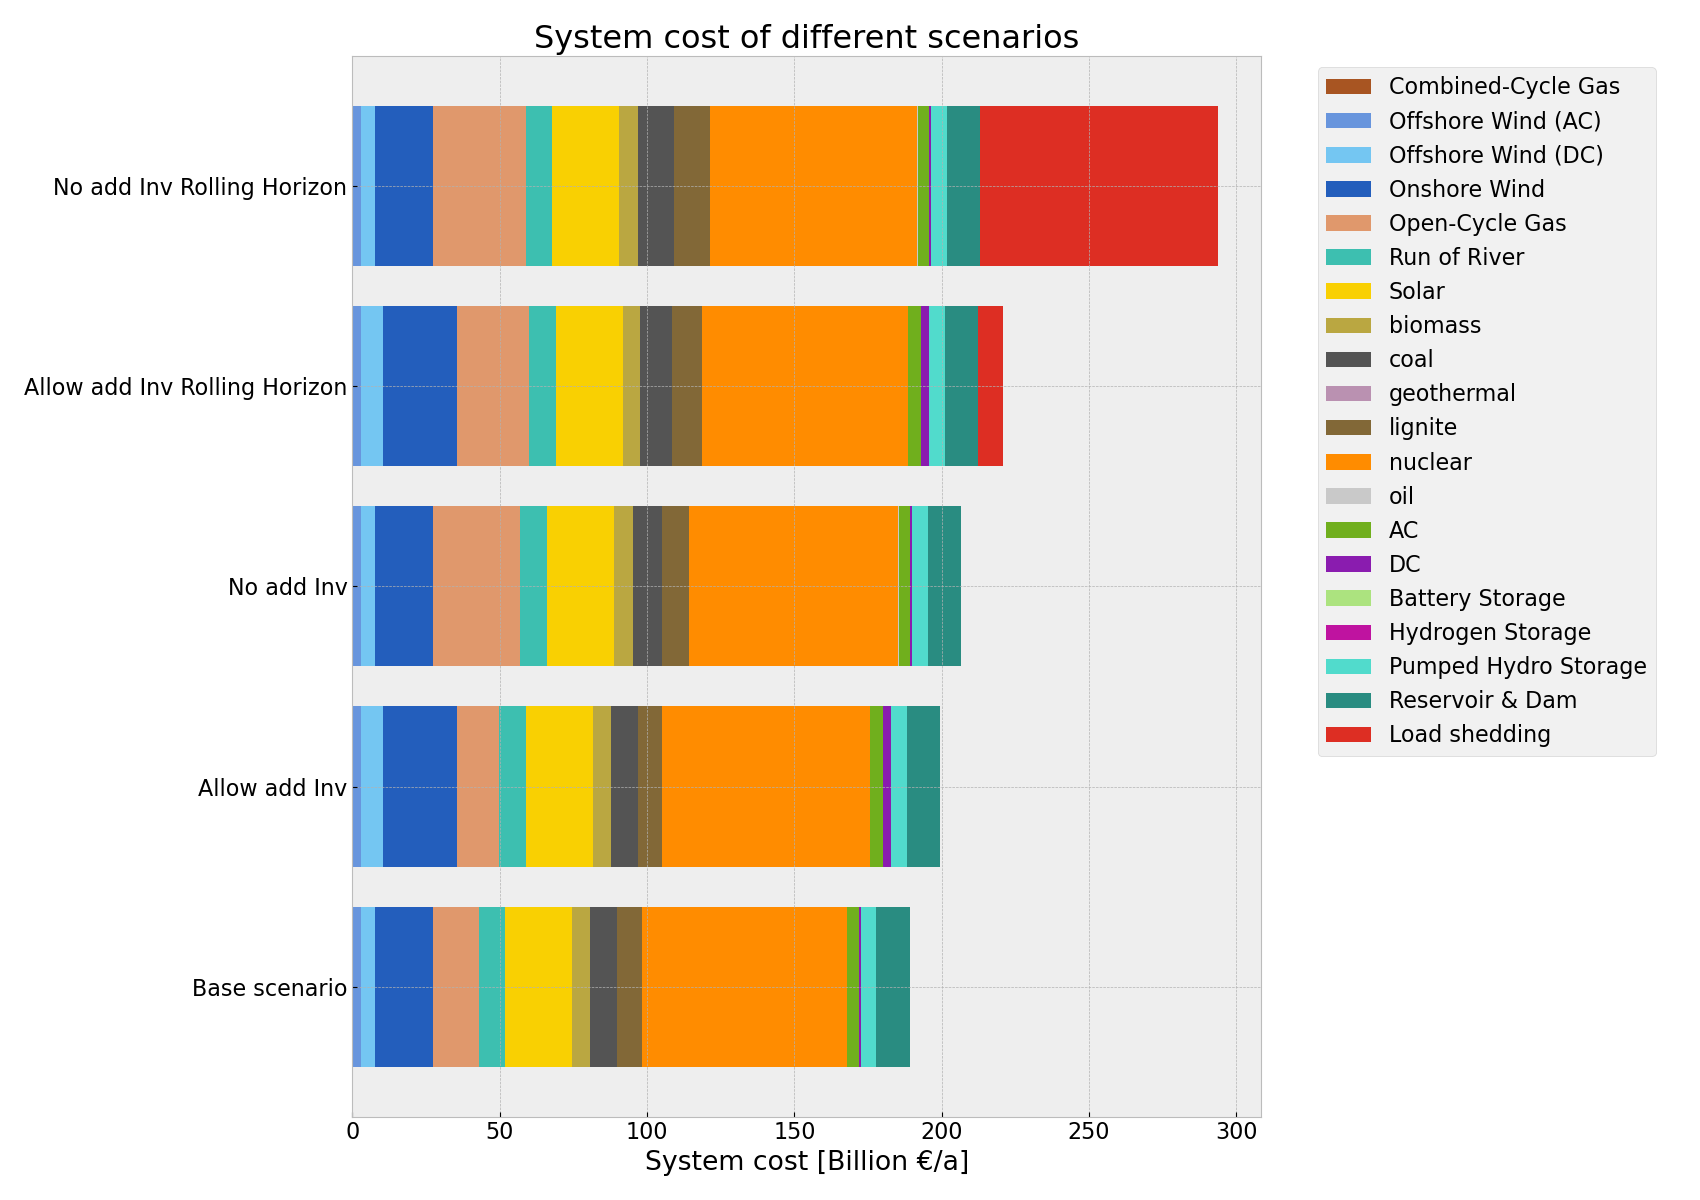 System cost of different scenarios
No add Inv Rolling Horizon
Allow add Inv Rolling Horizon
No add Inv
Allow add Inv
Base scenario
0 50 100 150 200 250 300
System cost [Billion €/a]
Combined-Cycle Gas
Offshore Wind (AC)
Offshore Wind (DC)
Onshore Wind
Open-Cycle Gas
Run of River
Solar
biomass
coal
geothermal
lignite
nuclear
oil
AC
DC
Battery Storage
Hydrogen Storage
Pumped Hydro Storage
Reservoir & Dam
Load shedding